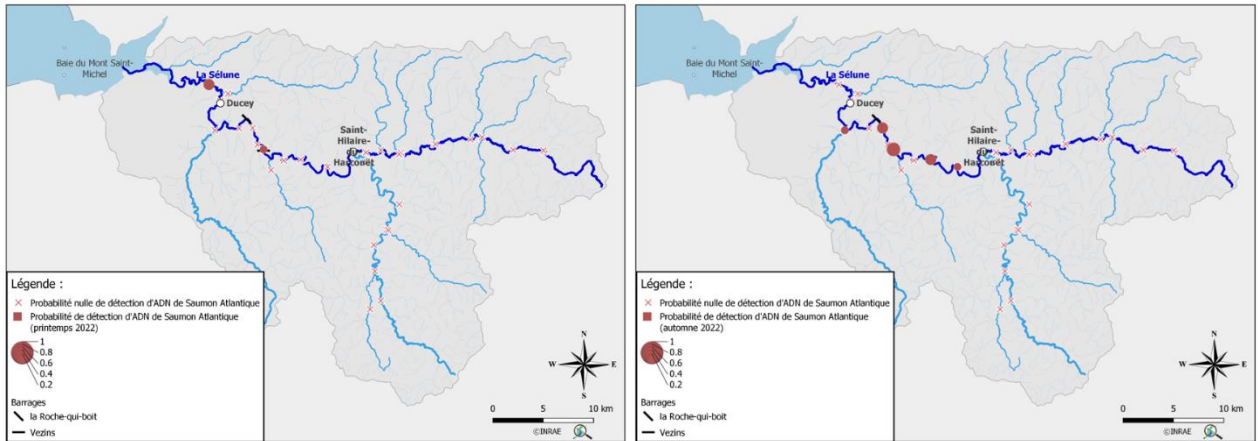 Baie du Mont Saint-
Michel
La Sélune
Ducey
Saint-
Hilaire-
du
Harcouët
Légende :
Probabilité nulle de détection d'ADN de Saumon Atlantique
Probabilité de détection d'ADN de Saumon Atlantique
(printemps 2022)
1
0.8
0.6
0.4
0.2
Barrages
la Roche-qui-boit
Vezins
N
W
E
S
0
5
10 km
©INRAE
Baie du Mont Saint-
Michel
La Sélune
Ducey
Saint-
Hilaire-
du
Harcouët
Légende :
Probabilité nulle de détection d'ADN de Saumon Atlantique
Probabilité de détection d'ADN de Saumon Atlantique
(automne 2022)
1
0.8
0.6
0.4
0.2
Barrages
la Roche-qui-boit
Vezins
N
W
E
S
0
5
10 km
©INRAE